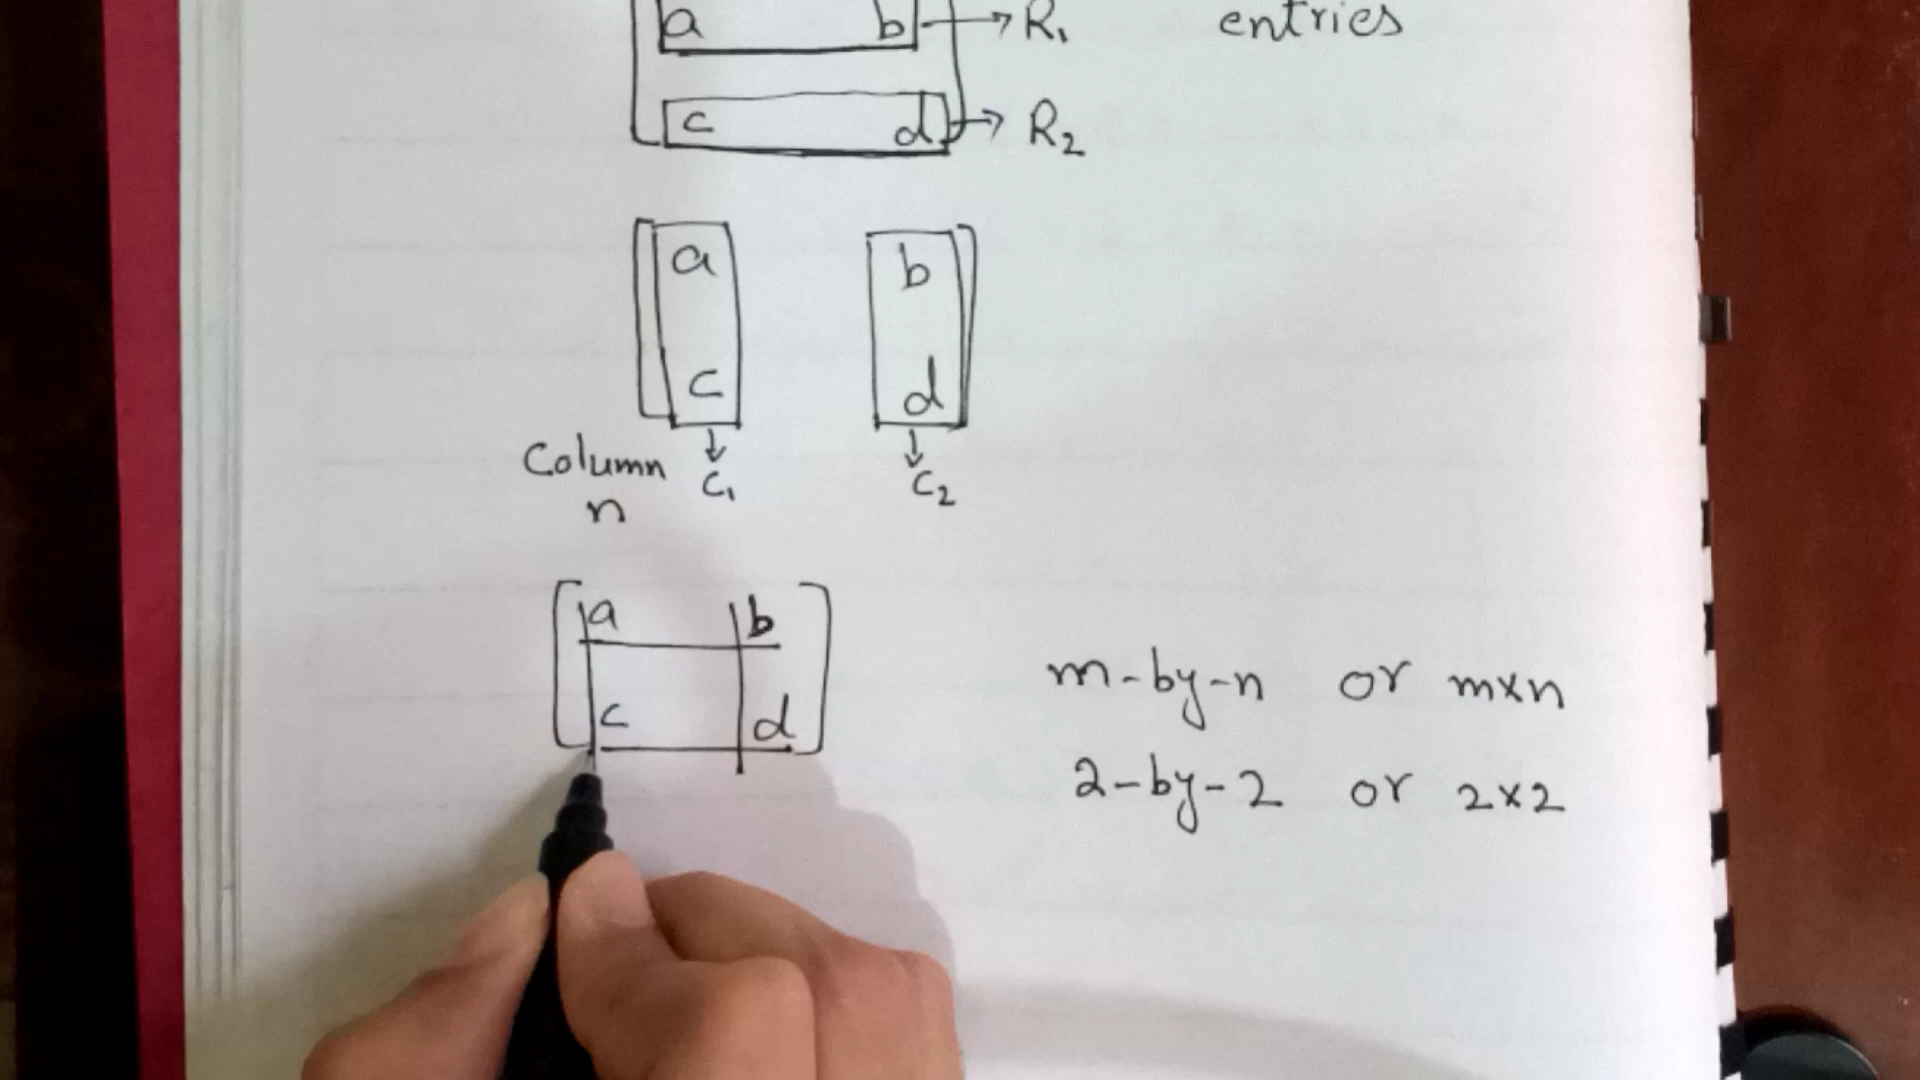 a b → R₁ entries
c d → R₂
a b
c d
↓ ↓
Column C₁ C₂
n
a b
c d
m-by-n or m×n
2-by-2 or 2×2